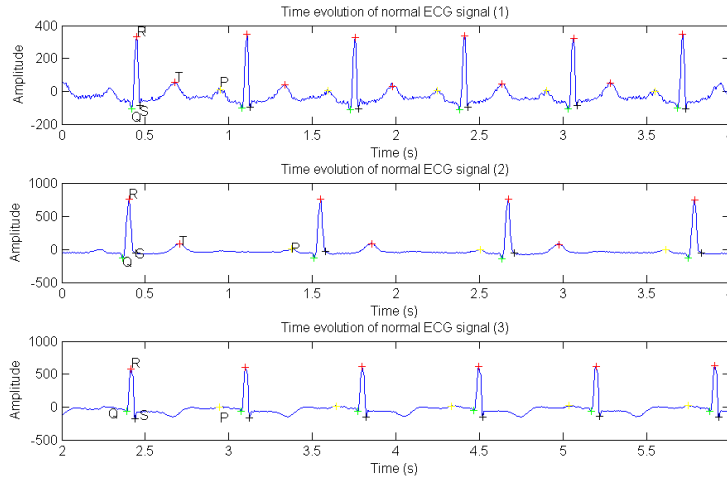 Time evolution of normal ECG signal (1)
400
200
0
-200
Amplitude
R
T
P
Q
S
0
0.5
1
1.5
2
2.5
3
3.5
4
Time (s)
Time evolution of normal ECG signal (2)
1000
500
0
-500
Amplitude
R
S
T
P
Q
0
0.5
1
1.5
2
2.5
3
3.5
Time (s)
Time evolution of normal ECG signal (3)
1000
500
0
-500
Amplitude
R
Q
S
P
2
2.5
3
3.5
4
4.5
5
5.5
Time (s)